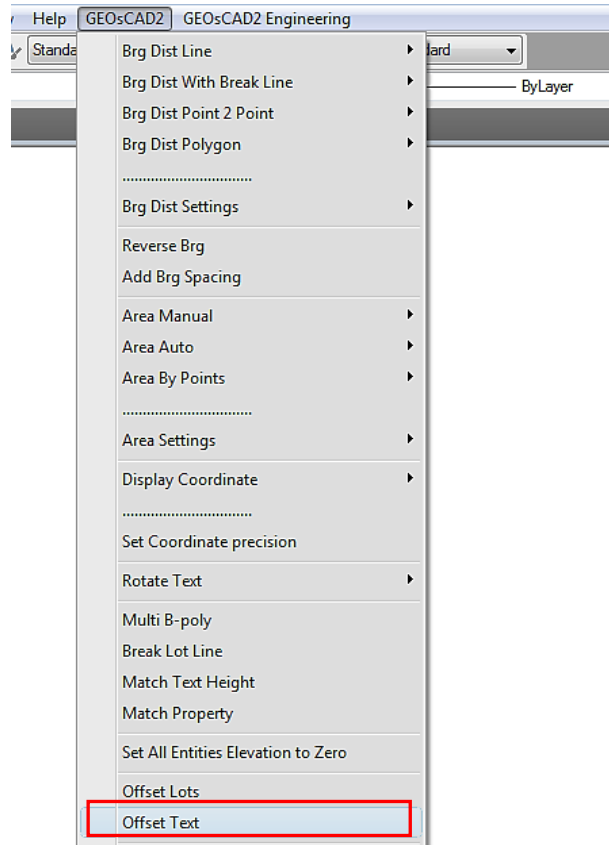 Help GEOsCAD2 GEOsCAD2 Engineering
Standa dard
Brg Dist Line
Brg Dist With Break Line
ByLayer
Brg Dist Point 2 Point
Brg Dist Polygon
................................
Brg Dist Settings
Reverse Brg
Add Brg Spacing
Area Manual
Area Auto
Area By Points
................................
Area Settings
Display Coordinate
................................
Set Coordinate precision
Rotate Text
Multi B-poly
Break Lot Line
Match Text Height
Match Property
Set All Entities Elevation to Zero
Offset Lots
Offset Text